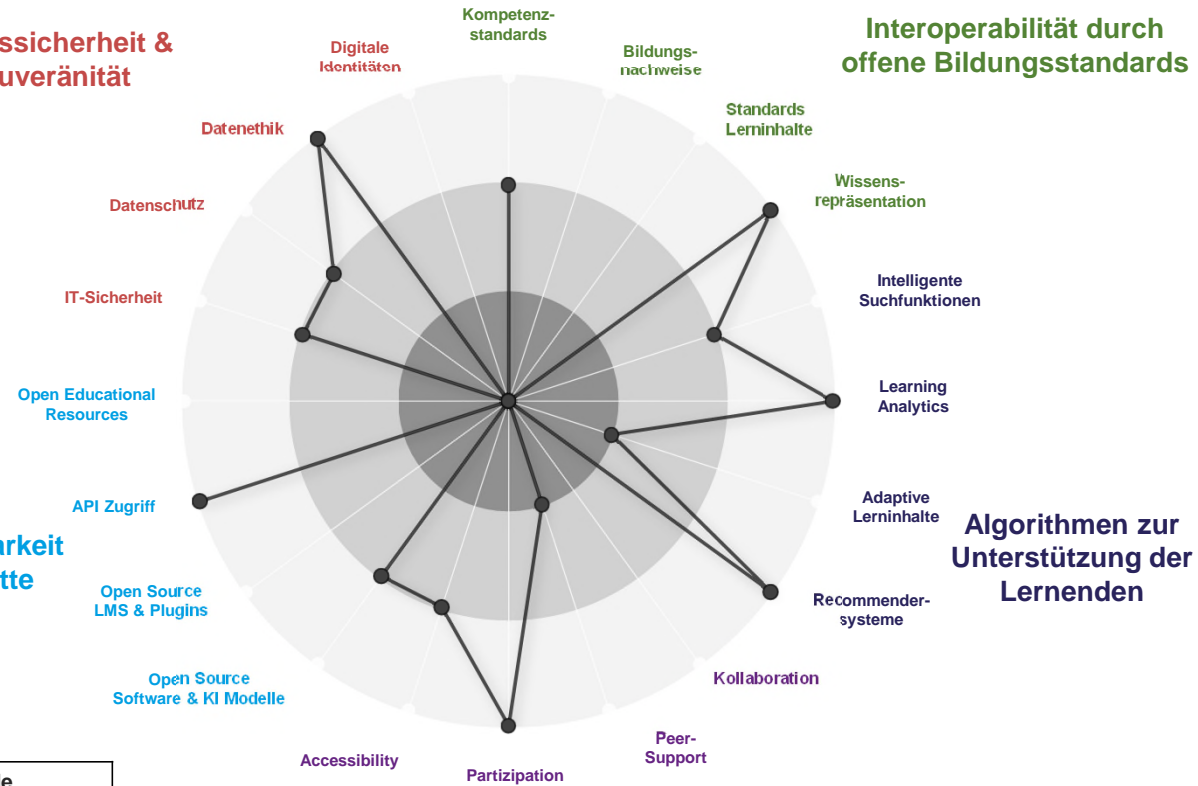 Kompetenz-
standards
Digitale
Identitäten
Bildungs-
nachweise
Interoperabilität durch
offene Bildungsstandards
ssicherheit &
uveränität
Datenethik
Standards
Lerninhalte
Datenschutz
Wissens-
repräsentation
IT-Sicherheit
Intelligente
Suchfunktionen
Open Educational
Resources
Learning
Analytics
API Zugriff
Adaptive
Lerninhalte
Algorithmen zur
Unterstützung der
Lernenden
arkeit
tte
Open Source
LMS & Plugins
Recommender-
systeme
Open Source
Software & KI Modelle
Kollaboration
Peer-
Support
Accessibility
Partizipation